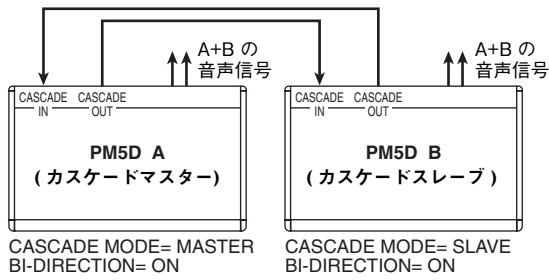 A+B の
音声信号
A+B の
音声信号
CASCADE IN
CASCADE OUT
CASCADE IN
CASCADE OUT
PM5D A
(カスケードマスター)
PM5D B
(カスケードスレーブ)
CASCADE MODE= MASTER
BI-DIRECTION= ON
CASCADE MODE= SLAVE
BI-DIRECTION= ON